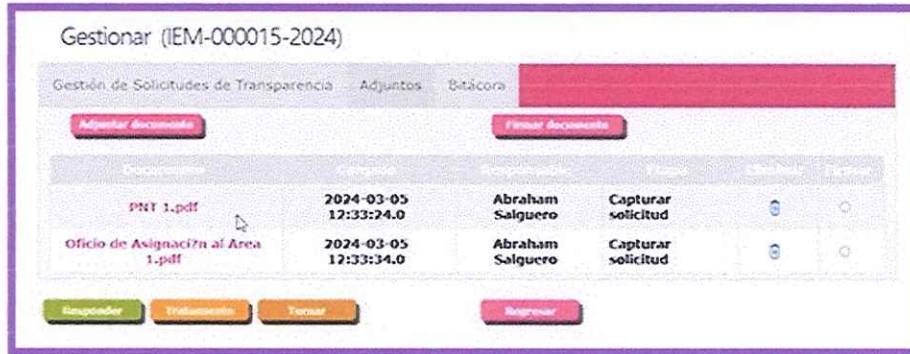 Gestionar (IEM-000015-2024)
Gestión de Solicitudes de Transparencia Adjuntos Bitácora
Adjuntar documento Firmar documento
Documento
PNT 1.pdf 2024-03-05 12:33:24.0 Abraham Salguero Capturar solicitud
Oficio de Asignaci?n al Area 1.pdf 2024-03-05 12:33:34.0 Abraham Salguero Capturar solicitud
Responder Tratamiento Turnar Regresar